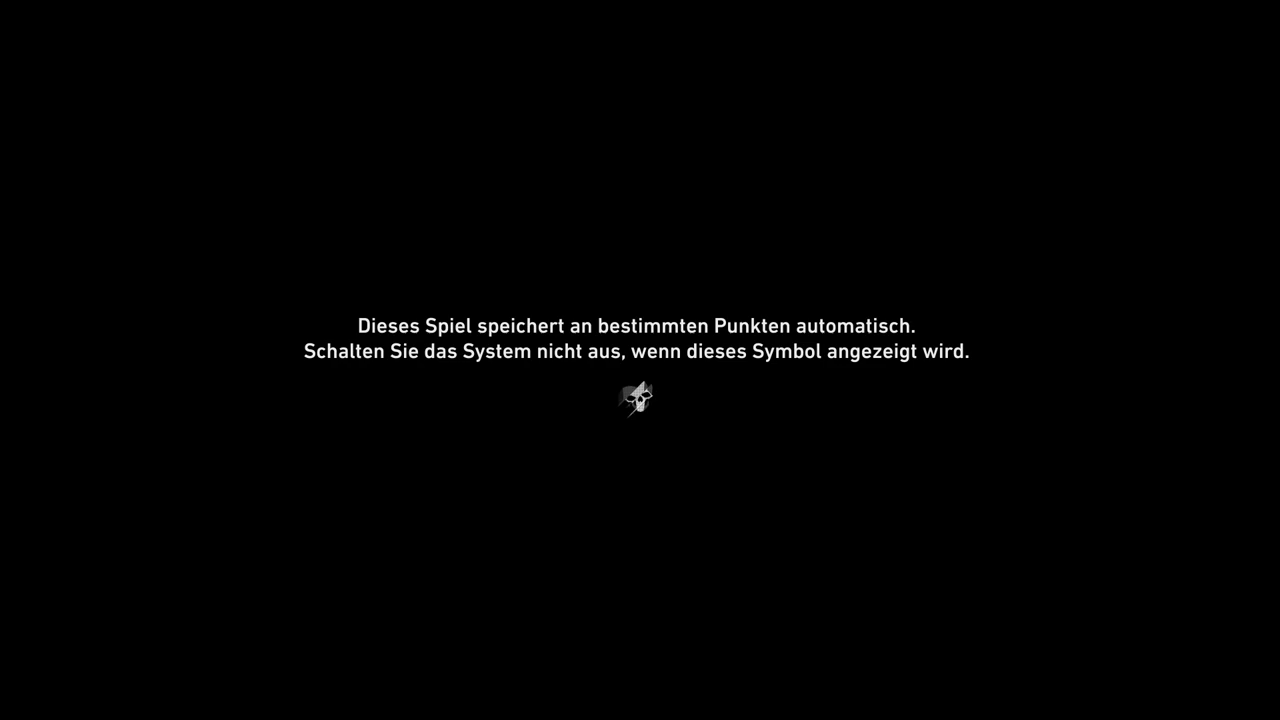 Dieses Spiel speichert an bestimmten Punkten automatisch.
Schalten Sie das System nicht aus, wenn dieses Symbol angezeigt wird.